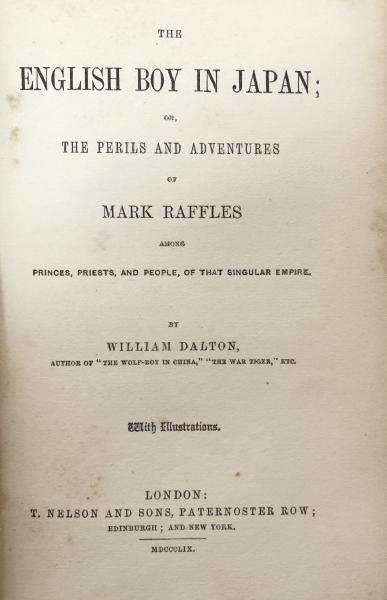 THE
ENGLISH BOY IN JAPAN;
OR,
THE PERILS AND ADVENTURES
OF
MARK RAFFLES
AMONG
PRINCES, PRIESTS, AND PEOPLE, OF THAT SINGULAR EMPIRE.
BY
WILLIAM DALTON,
AUTHOR OF "THE WOLF-BOY IN CHINA," "THE WAR TIGER," ETC.
With Illustrations.
LONDON:
T. NELSON AND SONS, PATERNOSTER ROW;
EDINBURGH; AND NEW YORK.
MDCCCLIX.